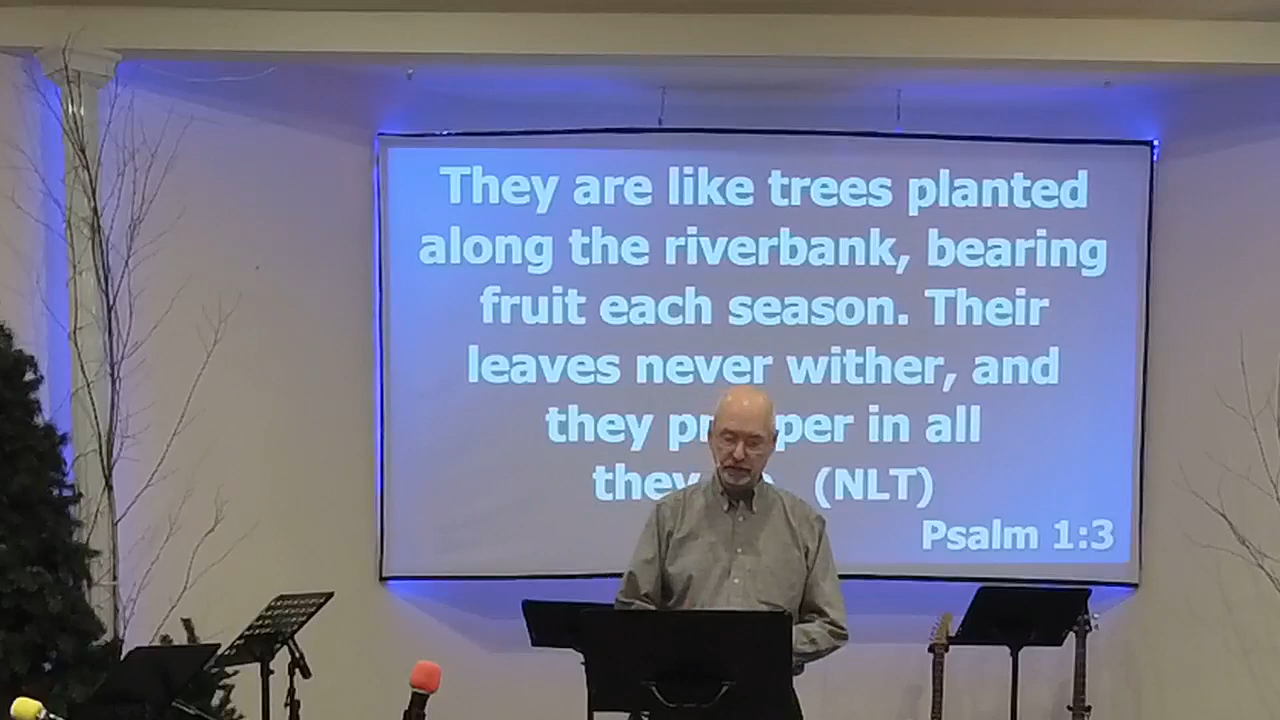 They are like trees planted
along the riverbank, bearing
fruit each season. Their
leaves never wither, and
they in all
they (NLT)
Psalm 1:3